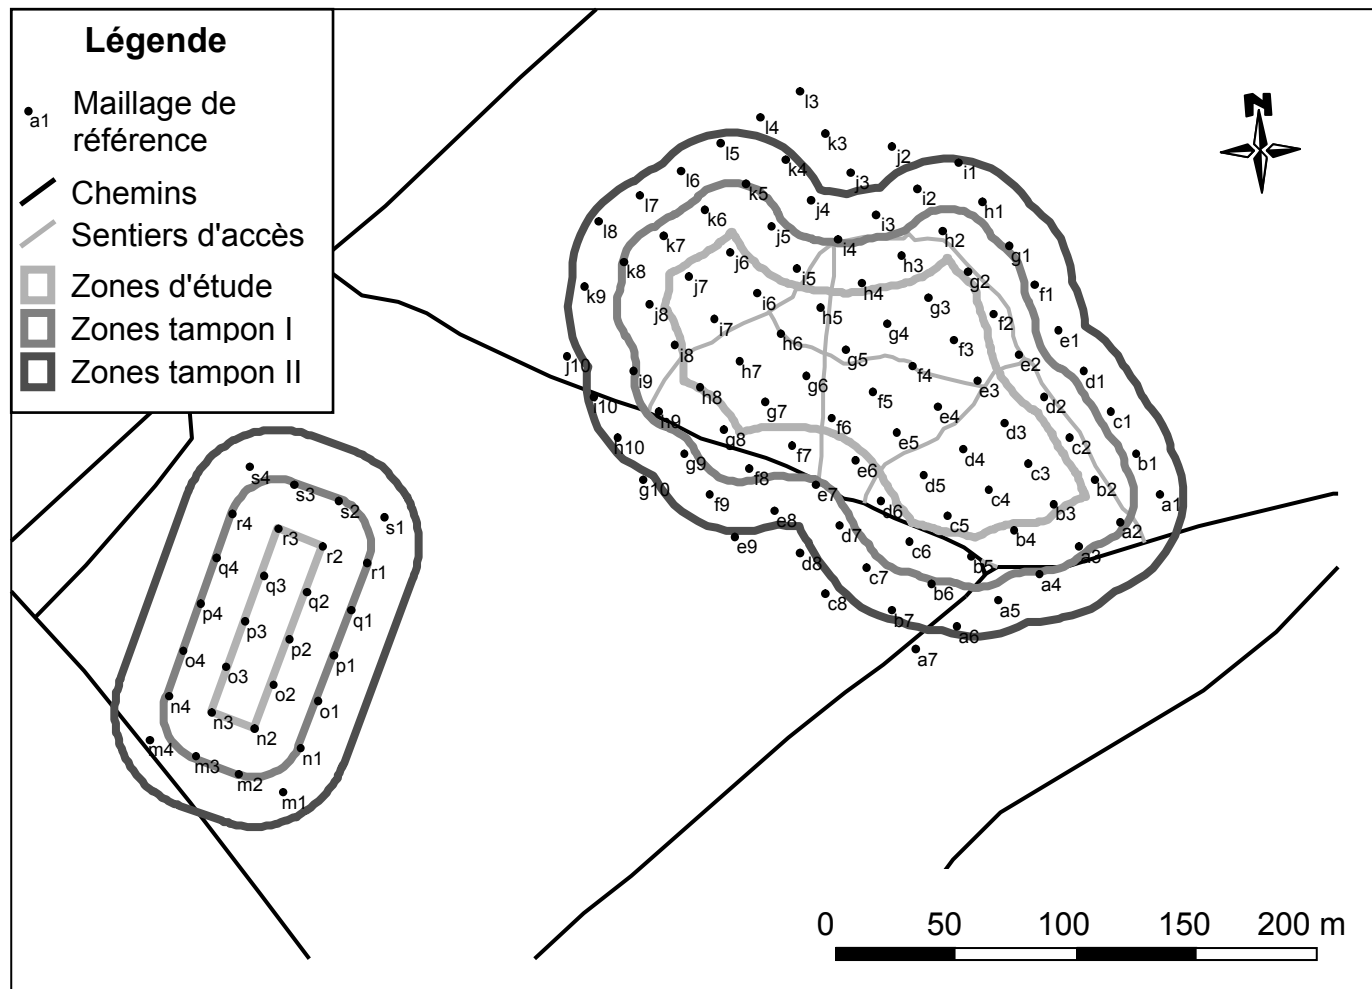 Légende
a1 Maillage de
référence
Chemins
Sentiers d'accès
Zones d'étude
Zones tampon I
Zones tampon II
N
l3
l4
k3
l5 k4 j3 j2 i1
l6 k5 j4 i2 h1
l7 k6 j5 i4 i3 h2 g1
l8 k7 j6 i5 h3 g2 f1
k9 k8 j7 i6 h4 g3 f2 e1
j8 i7 h5 g4 f3 e2 d1
j10 i8 h7 h6 g5 f4 e3 d2 c1
i10 i9 h8 g7 g6 f5 e4 d3 c2 b1
h10 h9 g8 f7 f6 e5 d4 c3 b2 a1
g10 g9 f8 e7 e6 d5 c4 b3 a2
f9 e8 d7 d6 c5 b4 a3
e9 d8 c7 c6 b5 a4
c8 b7 b6 a5
a7 a6
s4 s3 s2 s1
r4 r3 r2 r1
q4 q3 q2 q1
p4 p3 p2 p1
o4 o3 o2 o1
n4 n3 n2 n1
m4 m3 m2 m1
0 50 100 150 200 m